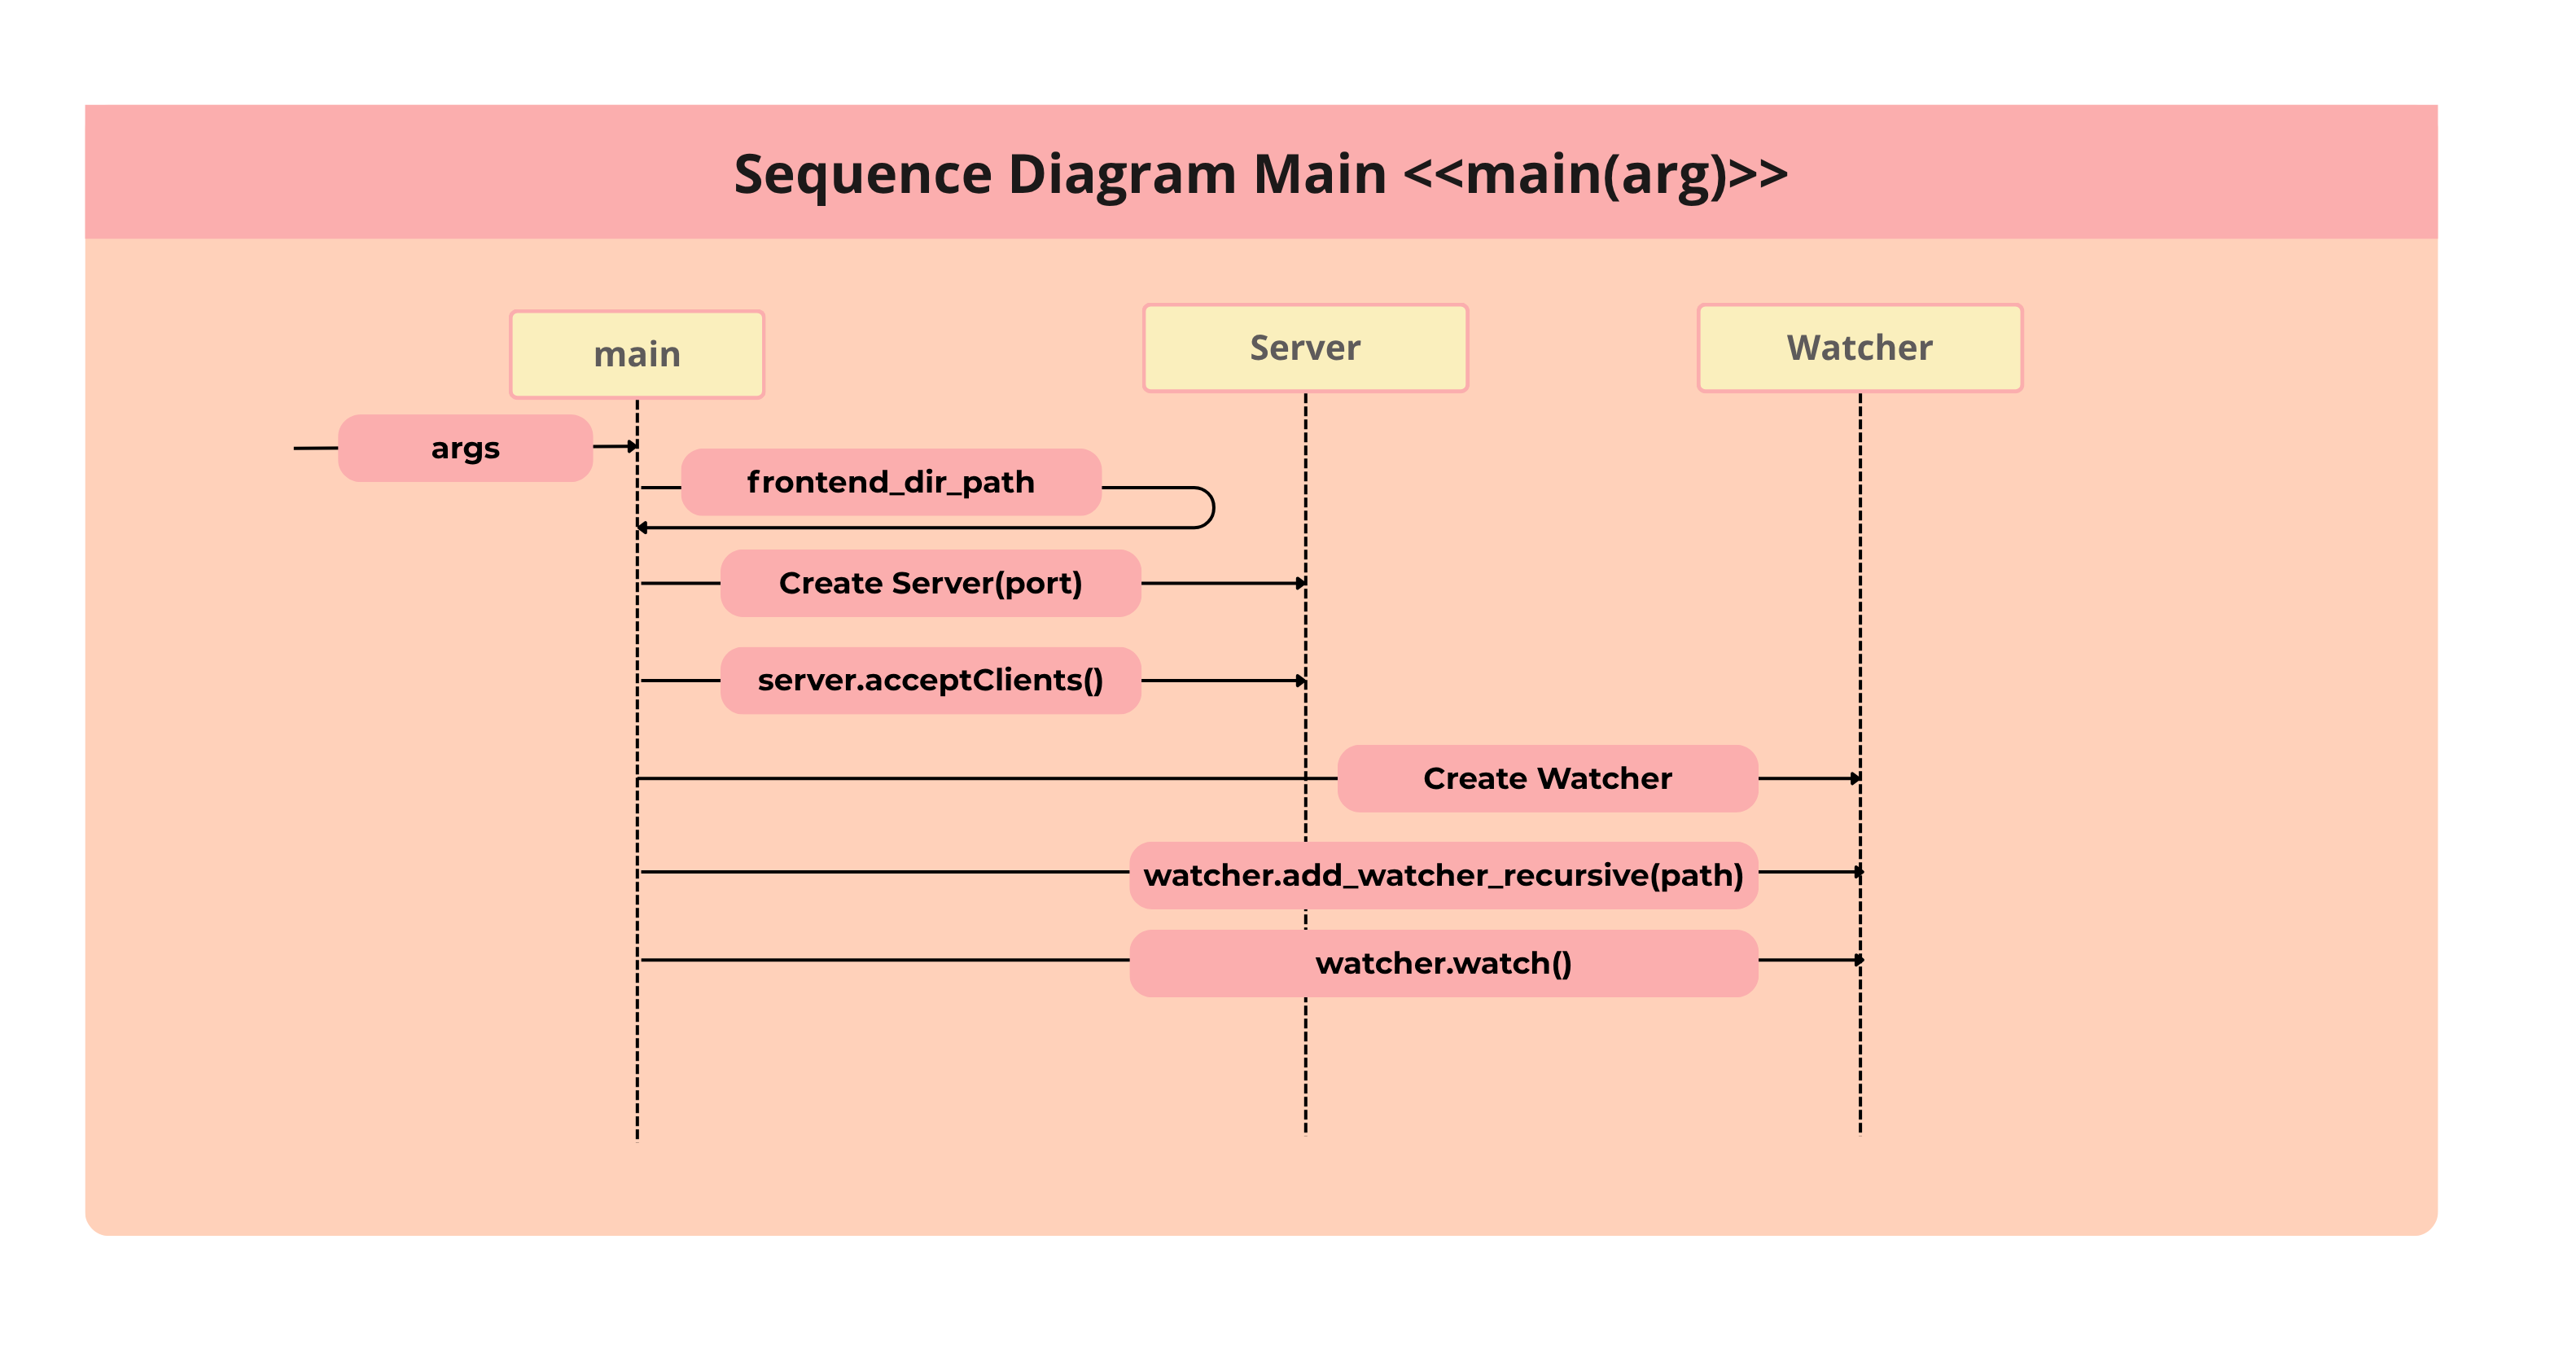 Sequence Diagram Main <<main(arg)>>
main
Server
Watcher
args
frontend_dir_path
Create Server(port)
server.acceptClients()
Create Watcher
watcher.add_watcher_recursive(path)
watcher.watch()